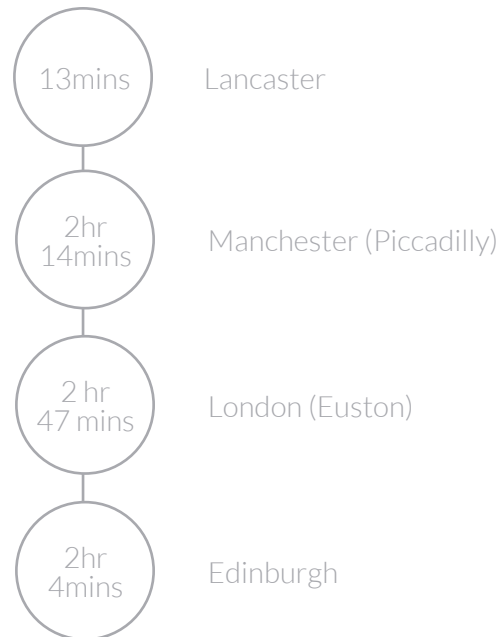 13mins
Lancaster
2hr
14mins
Manchester (Piccadilly)
2 hr
47 mins
London (Euston)
2hr
4mins
Edinburgh